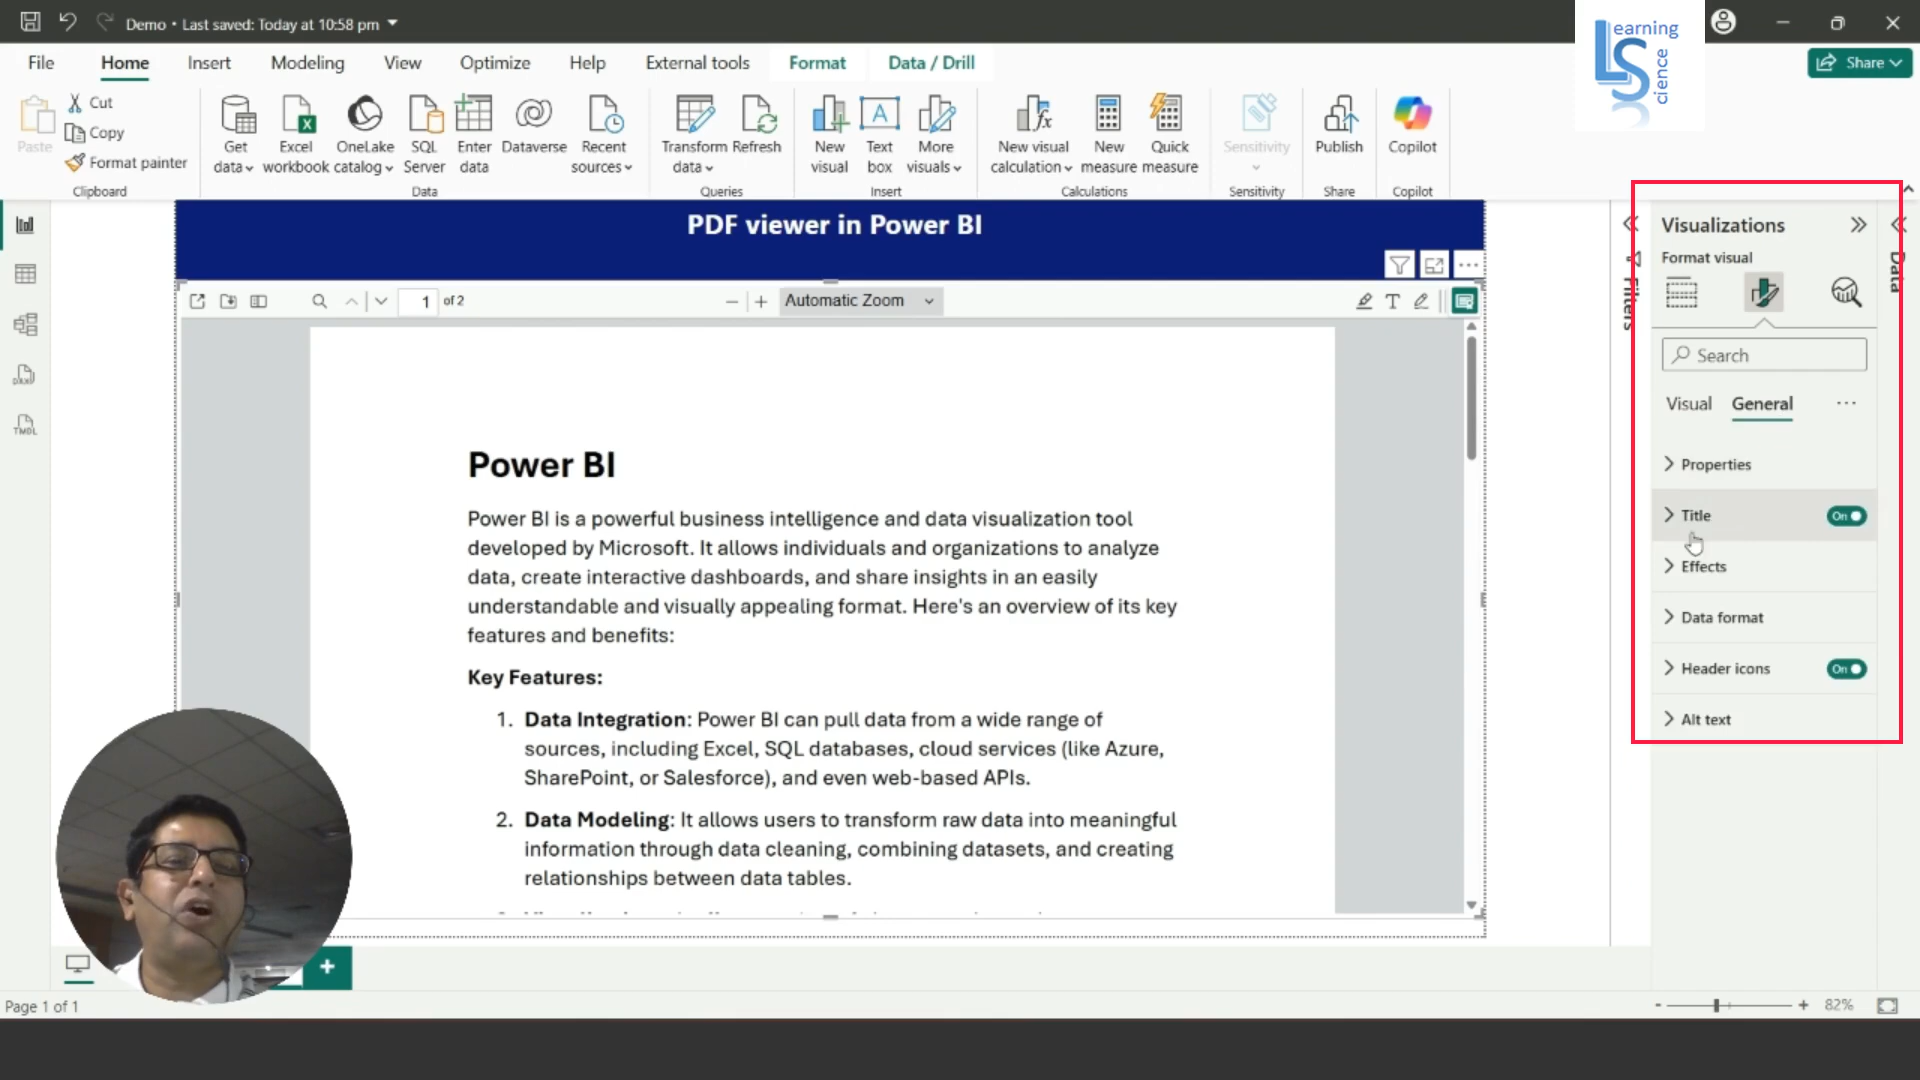 Demo • Last saved: Today at 10:58 pm
Learning Science
File Home Insert Modeling View Optimize Help External tools Format Data / Drill
Share
Paste
Cut
Copy
Format painter
Clipboard
Get data
Excel workbook
OneLake catalog
SQL Server
Enter data
Dataverse
Recent sources
Data
Transform data
Refresh
Queries
New visual
Text box
More visuals
Insert
New visual calculation
New measure
Quick measure
Calculations
Sensitivity
Sensitivity
Publish
Share
Copilot
Copilot
PDF viewer in Power BI
1 of 2
Automatic Zoom
Power BI
Power BI is a powerful business intelligence and data visualization tool
developed by Microsoft. It allows individuals and organizations to analyze
data, create interactive dashboards, and share insights in an easily
understandable and visually appealing format. Here's an overview of its key
features and benefits:
Key Features:
1. Data Integration: Power BI can pull data from a wide range of
sources, including Excel, SQL databases, cloud services (like Azure,
SharePoint, or Salesforce), and even web-based APIs.
2. Data Modeling: It allows users to transform raw data into meaningful
information through data cleaning, combining datasets, and creating
relationships between data tables.
Filters
Visualizations
Format visual
Search
Visual General
Properties
Title On
Effects
Data format
Header icons On
Alt text
Data
DAX
TMDL
Page 1 of 1
82%